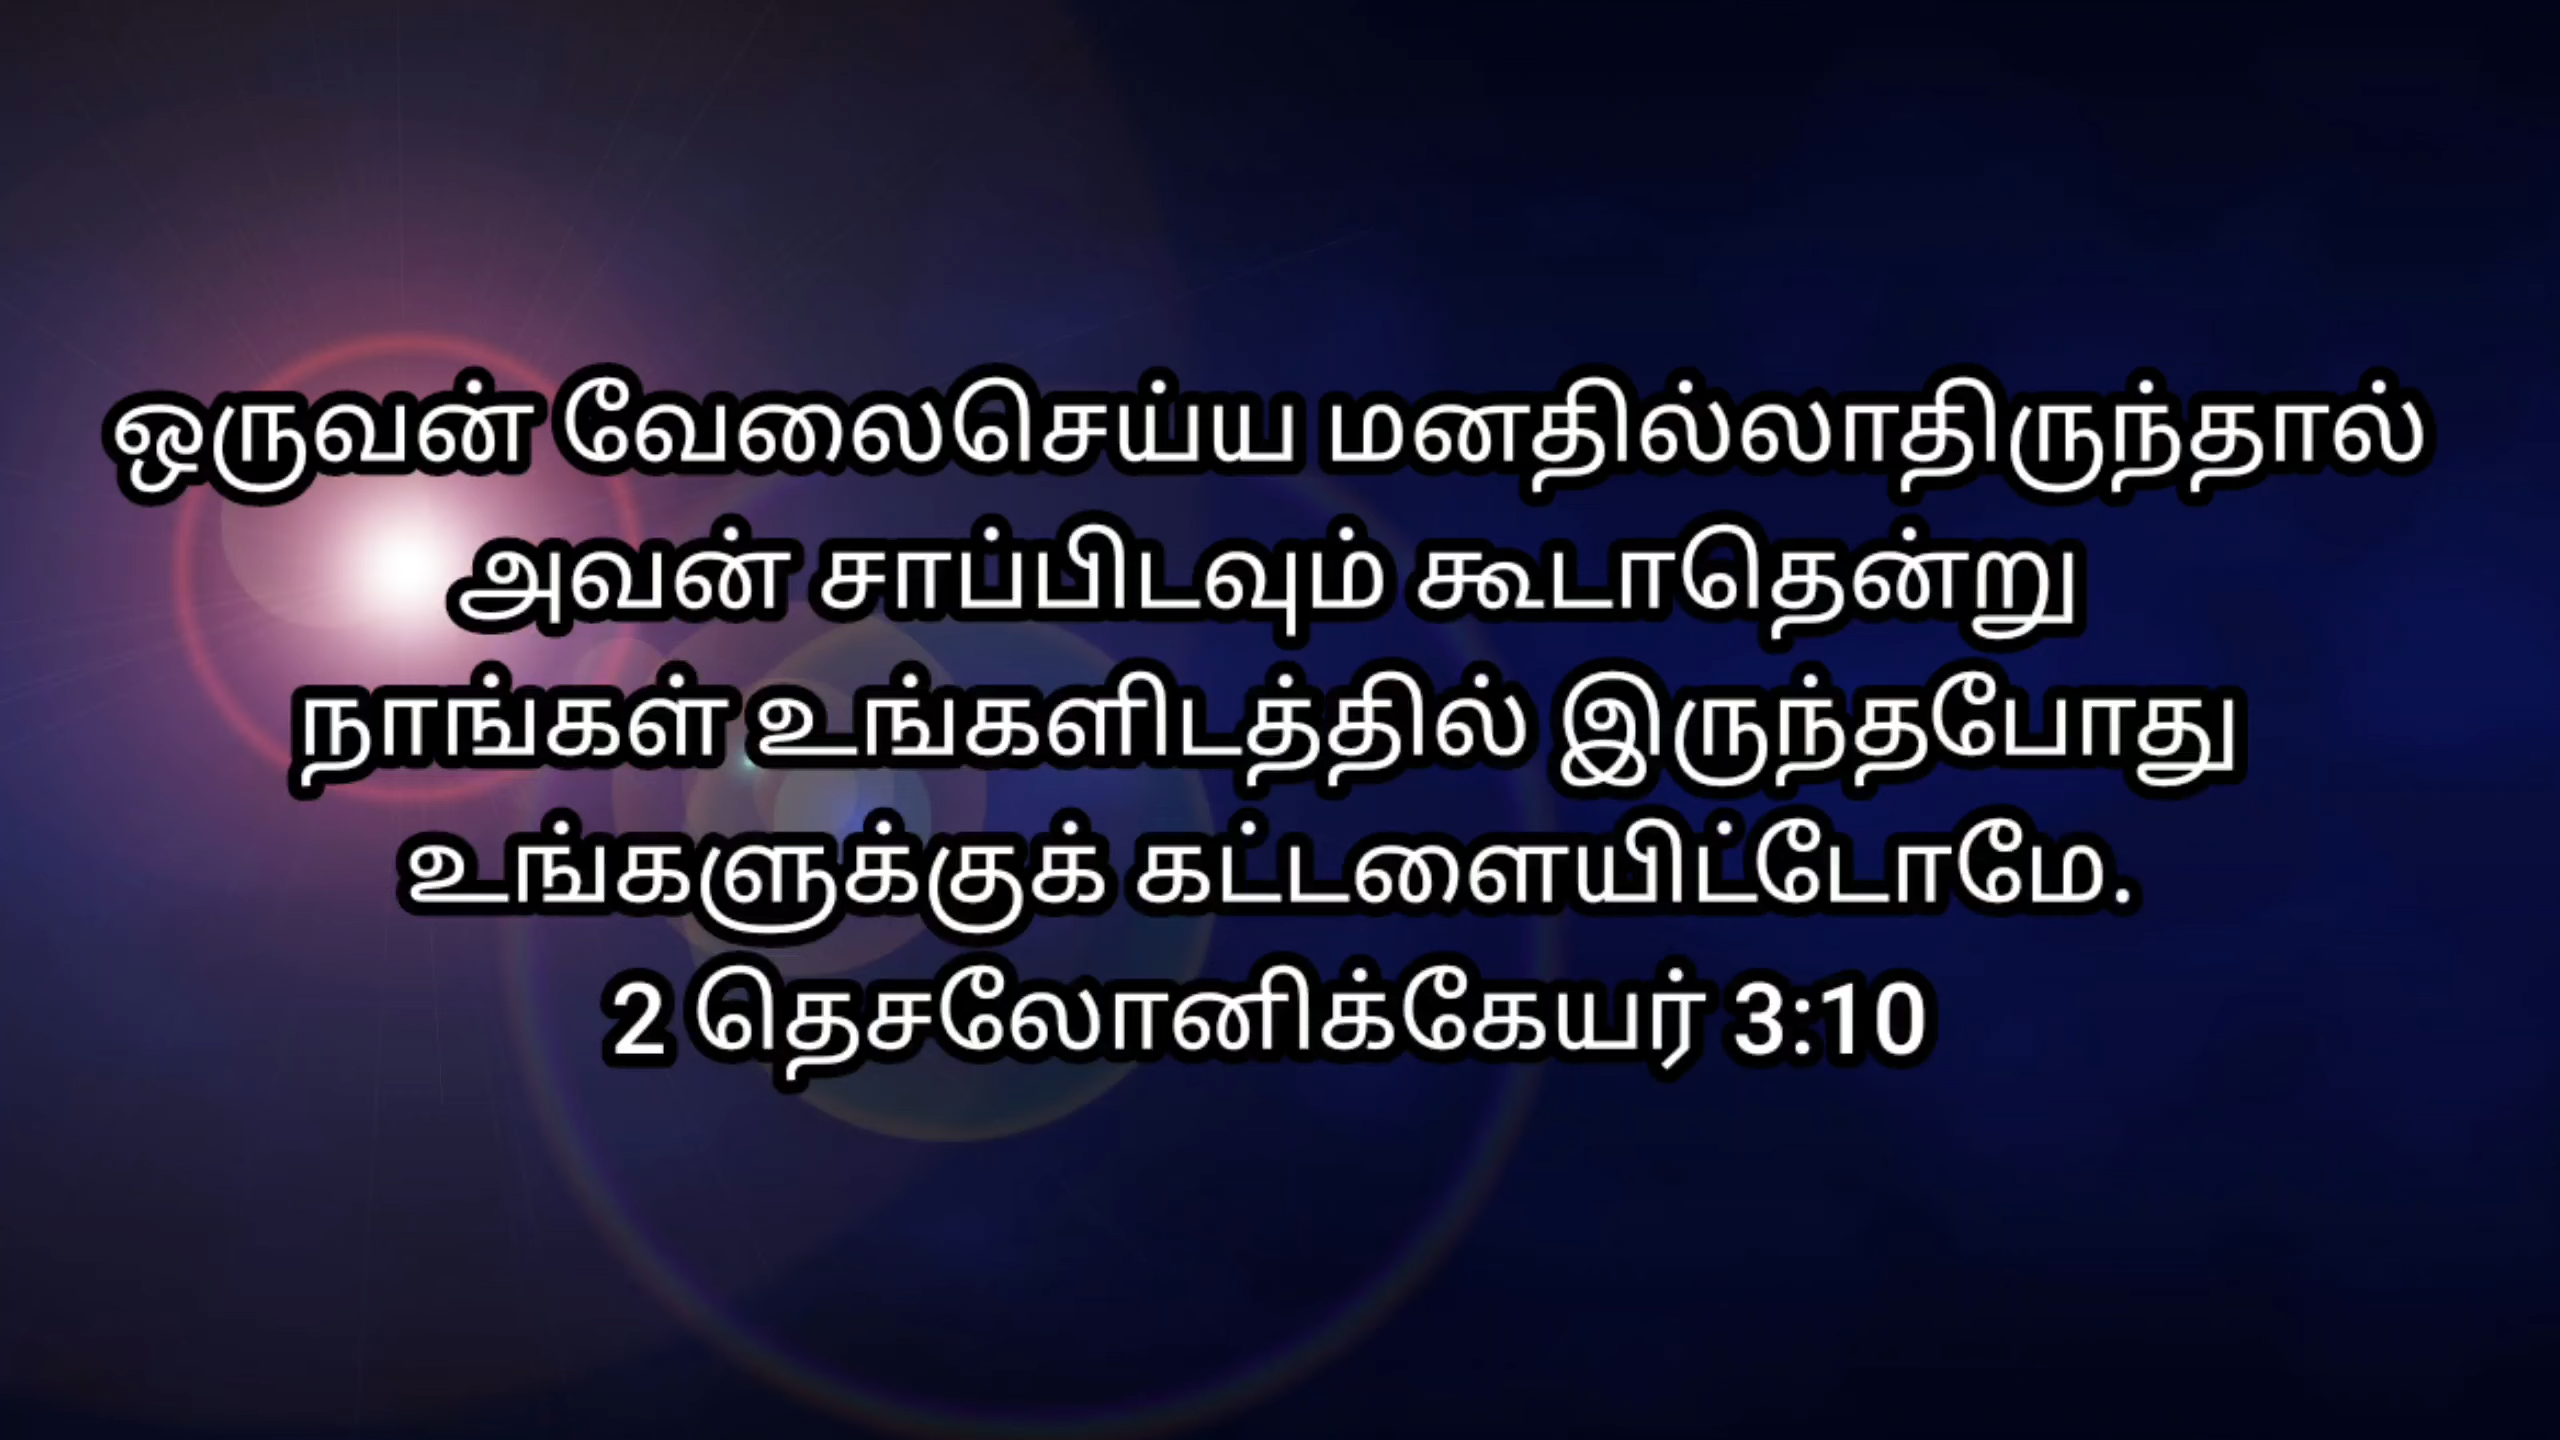 ஒருவன் வேலைசெய்ய மனதில்லாதிருந்தால்
அவன் சாப்பிடவும் கூடாதென்று
நாங்கள் உங்களிடத்தில் இருந்தபோது
உங்களுக்குக் கட்டளையிட்டோமே.
2 தெசலோனிக்கேயர் 3:10